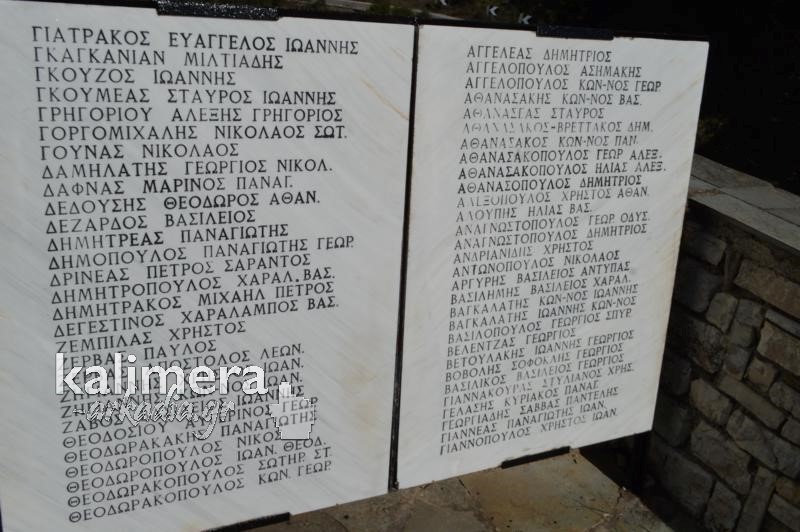 ΓΙΑΤΡΑΚΟΣ ΕΥΑΓΓΕΛΟΣ ΙΩΑΝΝΗΣ
ΓΚΑΓΚΑΝΙΑΝ ΜΙΛΤΙΑΔΗΣ
ΓΚΟΥΖΟΣ ΙΩΑΝΝΗΣ
ΓΚΟΥΜΕΑΣ ΣΤΑΥΡΟΣ ΙΩΑΝΝΗΣ
ΓΡΗΓΟΡΙΟΥ ΑΛΕΞΗΣ ΓΡΗΓΟΡΙΟΣ
ΓΟΡΓΟΜΙΧΑΛΗΣ ΝΙΚΟΛΑΟΣ ΣΩΤ.
ΓΟΥΝΑΣ ΝΙΚΟΛΑΟΣ
ΔΑΜΗΛΑΤΗΣ ΓΕΩΡΓΙΟΣ ΝΙΚΟΛ.
ΔΑΦΝΑΣ ΜΑΡΙΝΟΣ ΠΑΝΑΓ.
ΔΕΔΟΥΣΗΣ ΘΕΟΔΩΡΟΣ ΑΘΑΝ.
ΔΕΖΑΡΔΟΣ ΒΑΣΙΛΕΙΟΣ
ΔΗΜΗΤΡΕΑΣ ΠΑΝΑΓΙΩΤΗΣ
ΔΗΜΟΠΟΥΛΟΣ ΠΑΝΑΓΙΩΤΗΣ ΓΕΩΡ.
ΔΡΙΝΕΑΣ ΠΕΤΡΟΣ ΣΑΡΑΝΤΟΣ
ΔΗΜΗΤΡΟΠΟΥΛΟΣ ΧΑΡΑΛ. ΒΑΣ.
ΔΗΜΗΤΡΑΚΟΣ ΜΙΧΑΗΛ ΠΕΤΡΟΣ
ΔΕΓΕΣΤΙΝΟΣ ΧΑΡΑΛΑΜΠΟΣ ΒΑΣ.
ΖΕΜΠΙΛΑΣ ΧΡΗΣΤΟΣ
ΖΕΡΒΑΣ ΠΑΥΛΟΣ
ΛΕΩΝ.
ΙΩΑΝ.
ΙΩΑΝ.
ΓΕΩΡ.
ΘΕΟΔΟΣΙΟΥ
ΘΕΟΔΩΡΑΚΑΚΗΣ ΠΑΝΑΓΙΩΤΗΣ
ΘΕΟΔΩΡΟΠΟΥΛΟΣ ΝΙΚΟΣ
ΘΕΟΔΩΡΟΠΟΥΛΟΣ ΙΩΑΝ. ΘΕΟΔ.
ΘΕΟΔΩΡΑΚΟΠΟΥΛΟΣ ΣΩΤΗΡ. ΣΤ.
ΘΕΟΔΩΡΑΚΟΠΟΥΛΟΣ ΚΩΝ. ΓΕΩΡ.
ΑΓΓΕΛΕΑΣ ΔΗΜΗΤΡΙΟΣ
ΑΓΓΕΛΟΠΟΥΛΟΣ ΑΣΗΜΑΚΗΣ
ΑΓΓΕΛΟΠΟΥΛΟΣ ΚΩΝ-ΝΟΣ ΓΕΩΡ.
ΑΘΑΝΑΣΑΚΗΣ ΚΩΝ-ΝΟΣ ΒΑΣ.
ΑΘΑΝΑΣΕΑΣ ΣΤΑΥΡΟΣ
ΑΘΑΝΑΣΑΚΟΣ-ΒΡΕΤΤΑΚΟΣ ΔΗΜ.
ΑΘΑΝΑΣΑΚΟΣ ΚΩΝ-ΝΟΣ ΠΑΝ.
ΑΘΑΝΑΣΑΚΟΠΟΥΛΟΣ ΓΕΩΡ ΑΛΕΞ.
ΑΘΑΝΑΣΑΚΟΠΟΥΛΟΣ ΗΛΙΑΣ ΑΛΕΞ.
ΑΘΑΝΑΣΟΠΟΥΛΟΣ ΔΗΜΗΤΡΙΟΣ
ΑΛΕΞΟΠΟΥΛΟΣ ΧΡΗΣΤΟΣ ΑΘΑΝ.
ΑΛΟΥΠΗΣ ΗΛΙΑΣ ΒΑΣ.
ΑΝΑΓΝΩΣΤΟΠΟΥΛΟΣ ΓΕΩΡ. ΟΔΥΣ.
ΑΝΑΓΝΩΣΤΟΠΟΥΛΟΣ ΔΗΜΗΤΡΙΟΣ
ΑΝΔΡΙΑΝΙΔΗΣ ΧΡΗΣΤΟΣ
ΑΝΤΩΝΟΠΟΥΛΟΣ ΝΙΚΟΛΑΟΣ
ΑΡΓΥΡΗΣ ΒΑΣΙΛΕΙΟΣ ΑΝΤΥΠΑΣ
ΒΑΣΙΛΗΜΗΣ ΒΑΣΙΛΕΙΟΣ ΧΑΡΑΛ.
ΒΑΓΚΑΛΑΤΗΣ ΚΩΝ-ΝΟΣ ΙΩΑΝΝΗΣ
ΒΑΓΚΑΛΑΤΗΣ ΙΩΑΝΝΗΣ ΚΩΝ-ΝΟΣ
ΒΑΣΙΛΟΠΟΥΛΟΣ ΓΕΩΡΓΙΟΣ ΣΠΥΡ.
ΒΕΛΕΝΤΖΑΣ ΓΕΩΡΓΙΟΣ
ΒΕΤΟΥΛΑΚΗΣ ΙΩΑΝΝΗΣ ΓΕΩΡΓΙΟΣ
ΒΟΒΟΛΗΣ ΣΟΦΟΚΛΗΣ ΓΕΩΡΓΙΟΣ
ΒΑΣΙΛΙΚΟΣ ΒΑΣΙΛΕΙΟΣ ΓΕΩΡΓΙΟΣ
ΓΙΑΝΝΑΚΟΥΡΑΣ ΣΤΥΛΙΑΝΟΣ ΧΡΗΣ.
ΓΕΛΑΣΗΣ ΚΥΡΙΑΚΟΣ ΠΑΝΑΓ.
ΓΕΩΡΓΙΑΔΗΣ ΣΑΒΒΑΣ ΠΑΝΤΕΛΗΣ
ΓΙΑΝΝΕΑΣ ΠΑΝΑΓΙΩΤΗΣ ΙΩΑΝ.
ΓΙΑΝΝΟΠΟΥΛΟΣ ΧΡΗΣΤΟΣ ΙΩΑΝ.
kalimera
-arkadia.gr